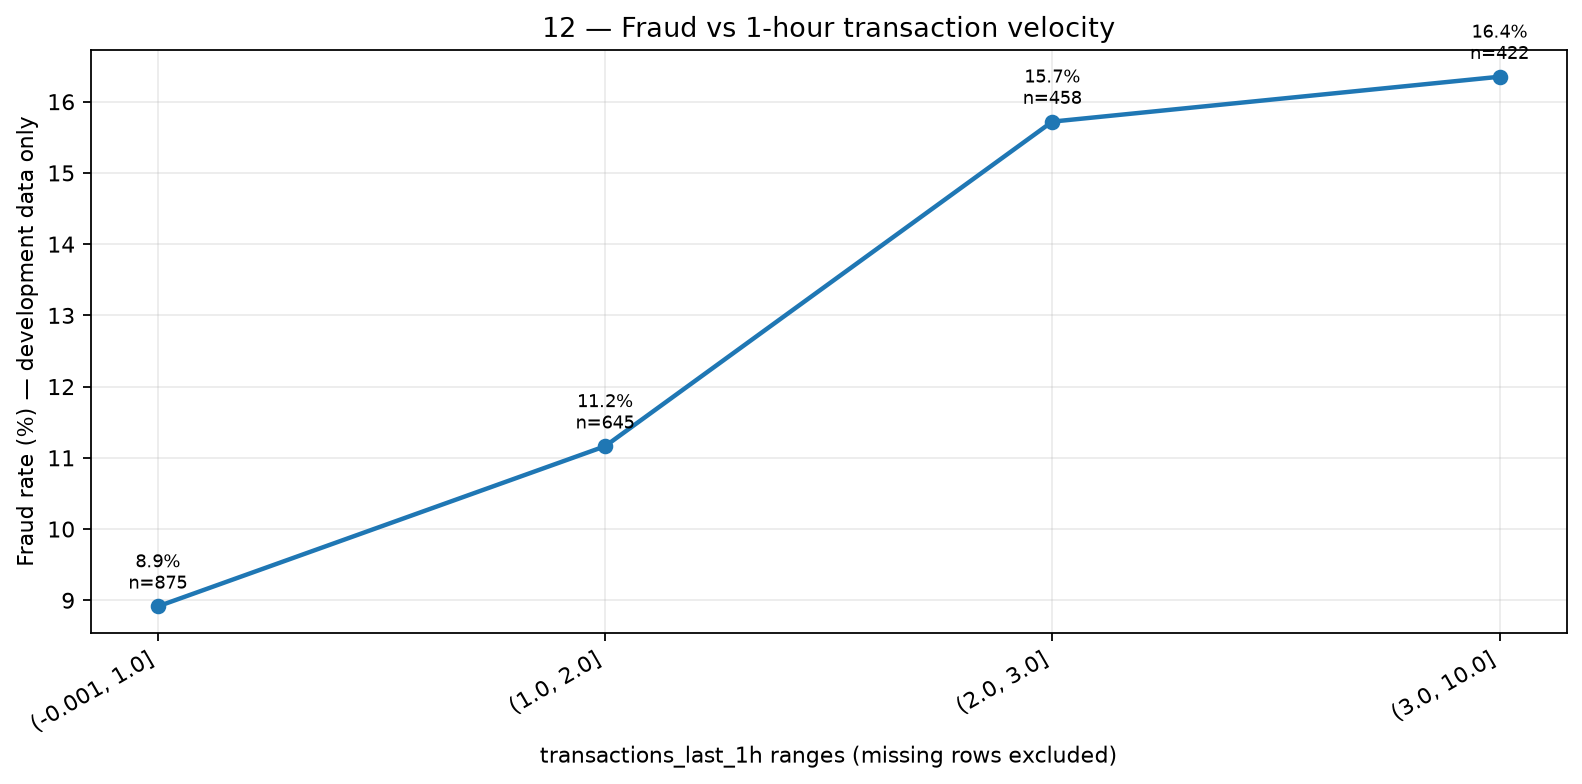 12 — Fraud vs 1-hour transaction velocity
16.4%
n=422
15.7%
n=458
11.2%
n=645
8.9%
n=875
Fraud rate (%) — development data only
16
15
14
13
12
11
10
9
(-0.001, 1.0]
(1.0, 2.0]
(2.0, 3.0]
(3.0, 10.0]
transactions_last_1h ranges (missing rows excluded)